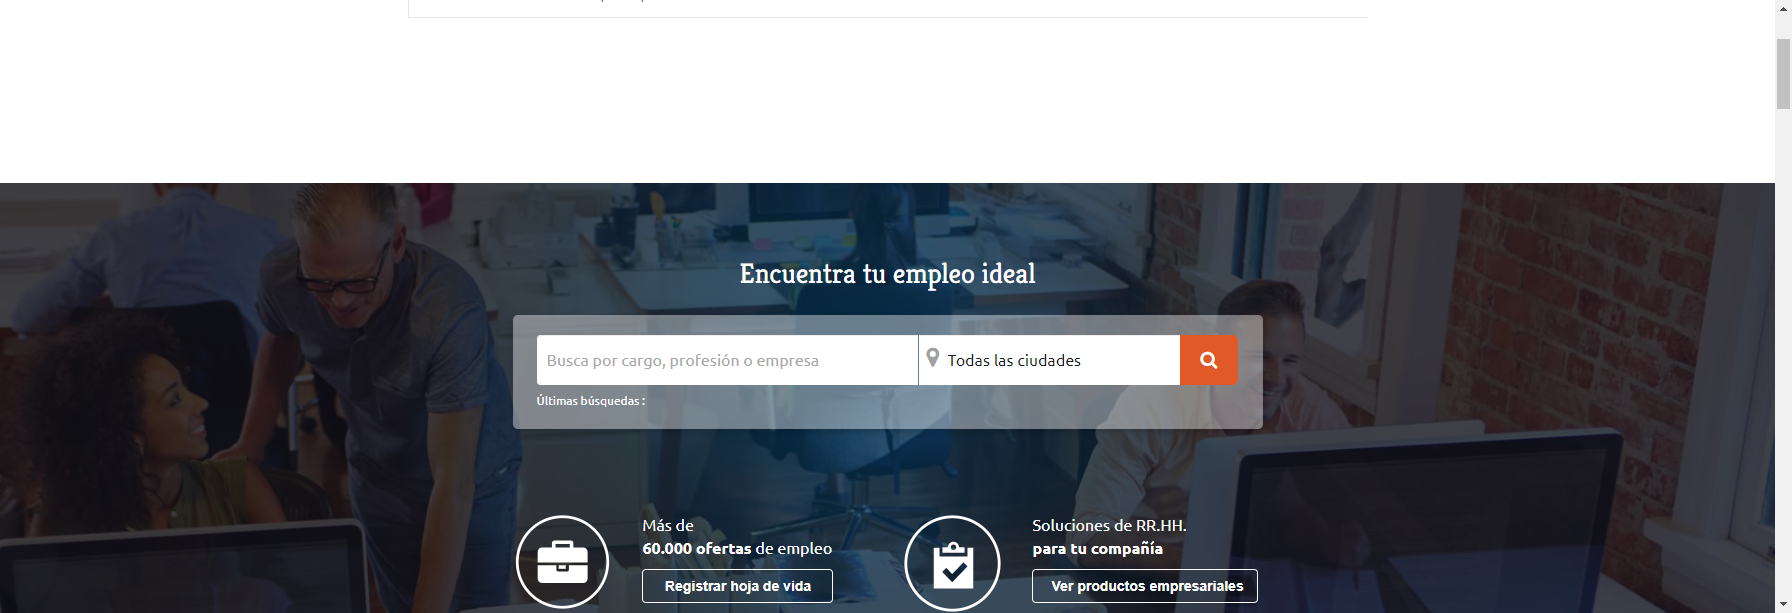 Encuentra tu empleo ideal
Busca por cargo, profesión o empresa
Todas las ciudades
Últimas búsquedas :
Más de
60.000 ofertas de empleo
Registrar hoja de vida
Soluciones de RR.HH.
para tu compañía
Ver productos empresariales